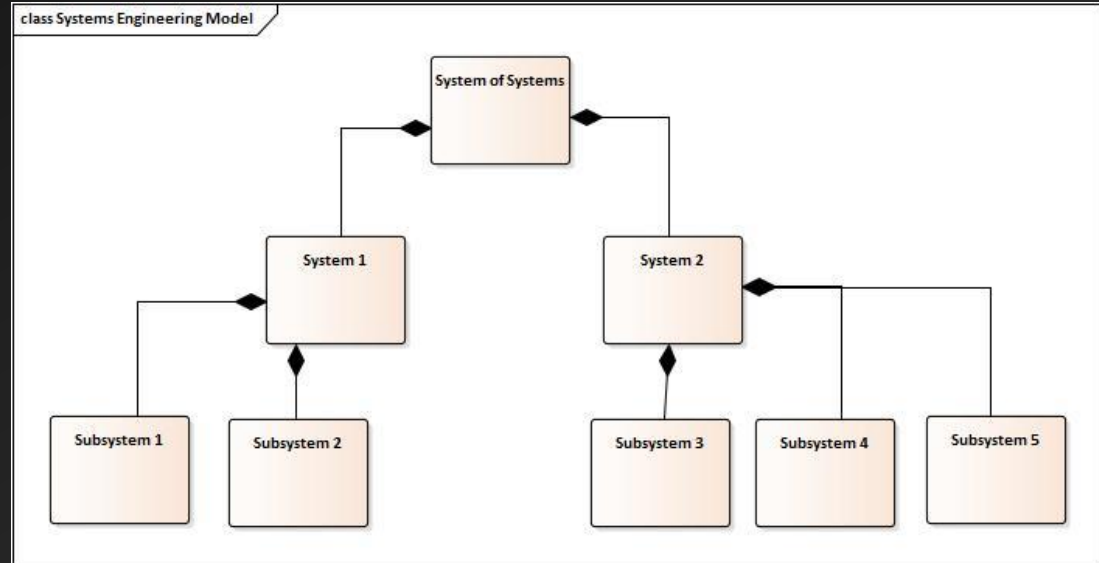 class Systems Engineering Model
System of Systems
System 1
System 2
Subsystem 1
Subsystem 2
Subsystem 3
Subsystem 4
Subsystem 5